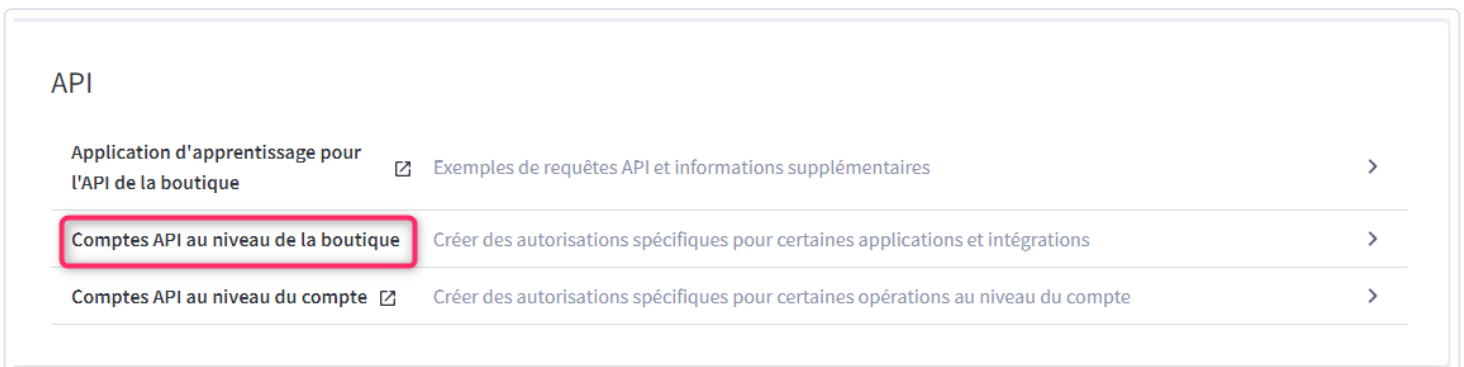 API
Application d'apprentissage pour
l'API de la boutique
Exemples de requêtes API et informations supplémentaires
Comptes API au niveau de la boutique
Créer des autorisations spécifiques pour certaines applications et intégrations
Comptes API au niveau du compte
Créer des autorisations spécifiques pour certaines opérations au niveau du compte